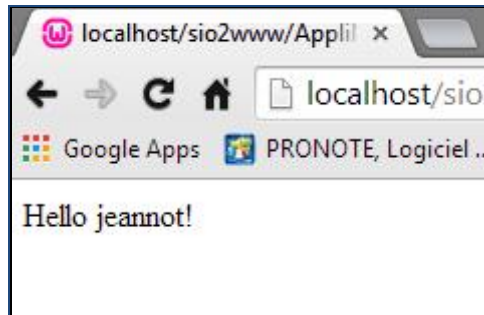 localhost/sio2www/Applil
localhost/sio
Google Apps PRONOTE, Logiciel ..
Hello jeannot!